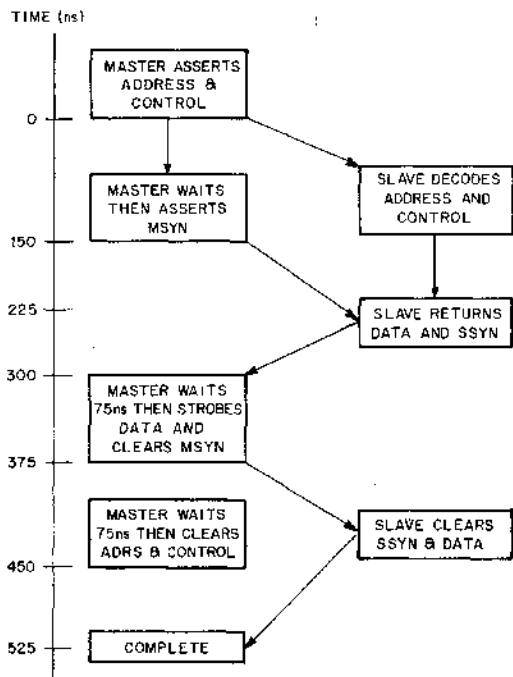 TIME (ns)
MASTER ASSERTS
ADDRESS &
CONTROL
0
MASTER WAITS
THEN ASSERTS
MSYN
SLAVE DECODES
ADDRESS AND
CONTROL
150
225
SLAVE RETURNS
DATA AND SSYN
300
MASTER WAITS
75ns THEN STROBES
DATA AND
CLEARS MSYN
375
MASTER WAITS
75ns THEN CLEARS
ADRS & CONTROL
SLAVE CLEARS
SSYN & DATA
450
525
COMPLETE